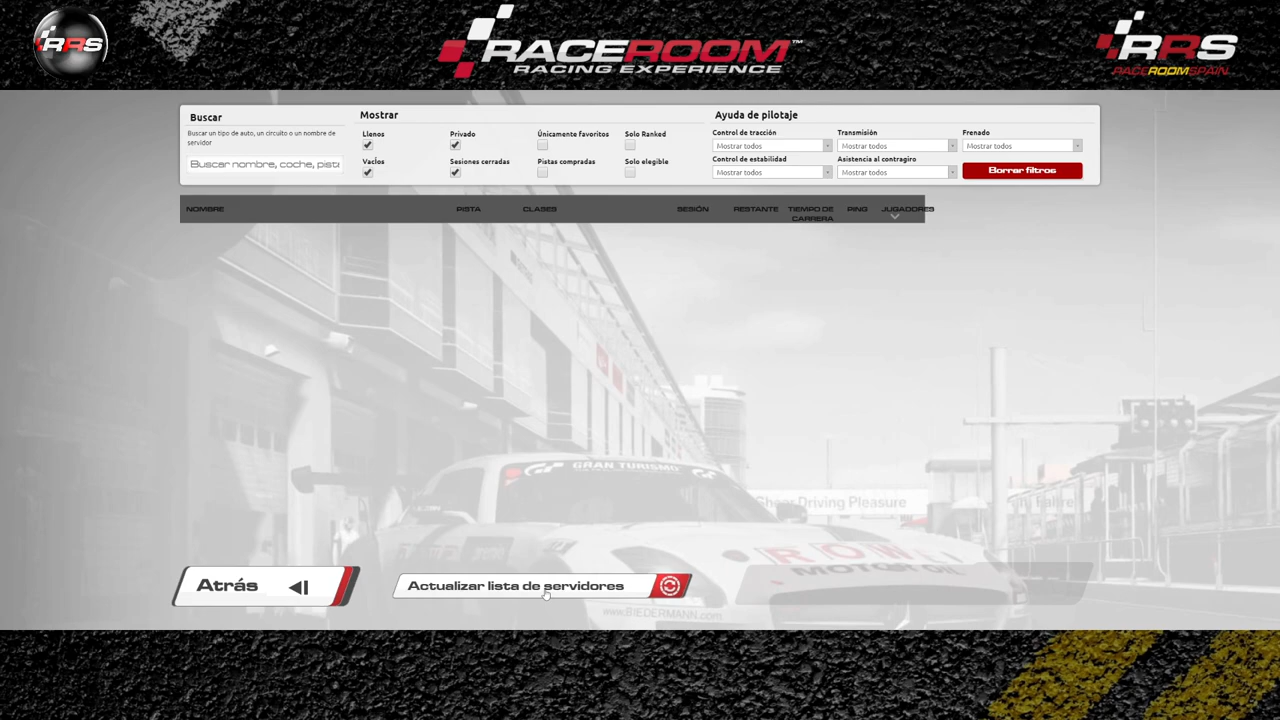 RRS
RACEROOM™
RACING EXPERIENCE
RRS
RACEROOMSPAIN
Buscar
Buscar un tipo de auto, un circuito o un nombre de
servidor
Buscar nombre, coche, pista
Mostrar
Llenos
Privado
Únicamente favoritos
Solo Ranked
Vacíos
Sesiones cerradas
Pistas compradas
Solo elegible
Ayuda de pilotaje
Control de tracción
Transmisión
Frenado
Mostrar todos
Mostrar todos
Mostrar todos
Control de estabilidad
Asistencia al contragiro
Mostrar todos
Mostrar todos
Borrar filtros
NOMBRE
PISTA
CLASES
SESIÓN
RESTANTE
TIEMPO DE
CARRERA
PING
JUGADORES
GRAN TURISMO
Sheer Driving Pleasure
MOTOR OIL
www.BIEDERMANN.com
Atrás
Actualizar lista de servidores